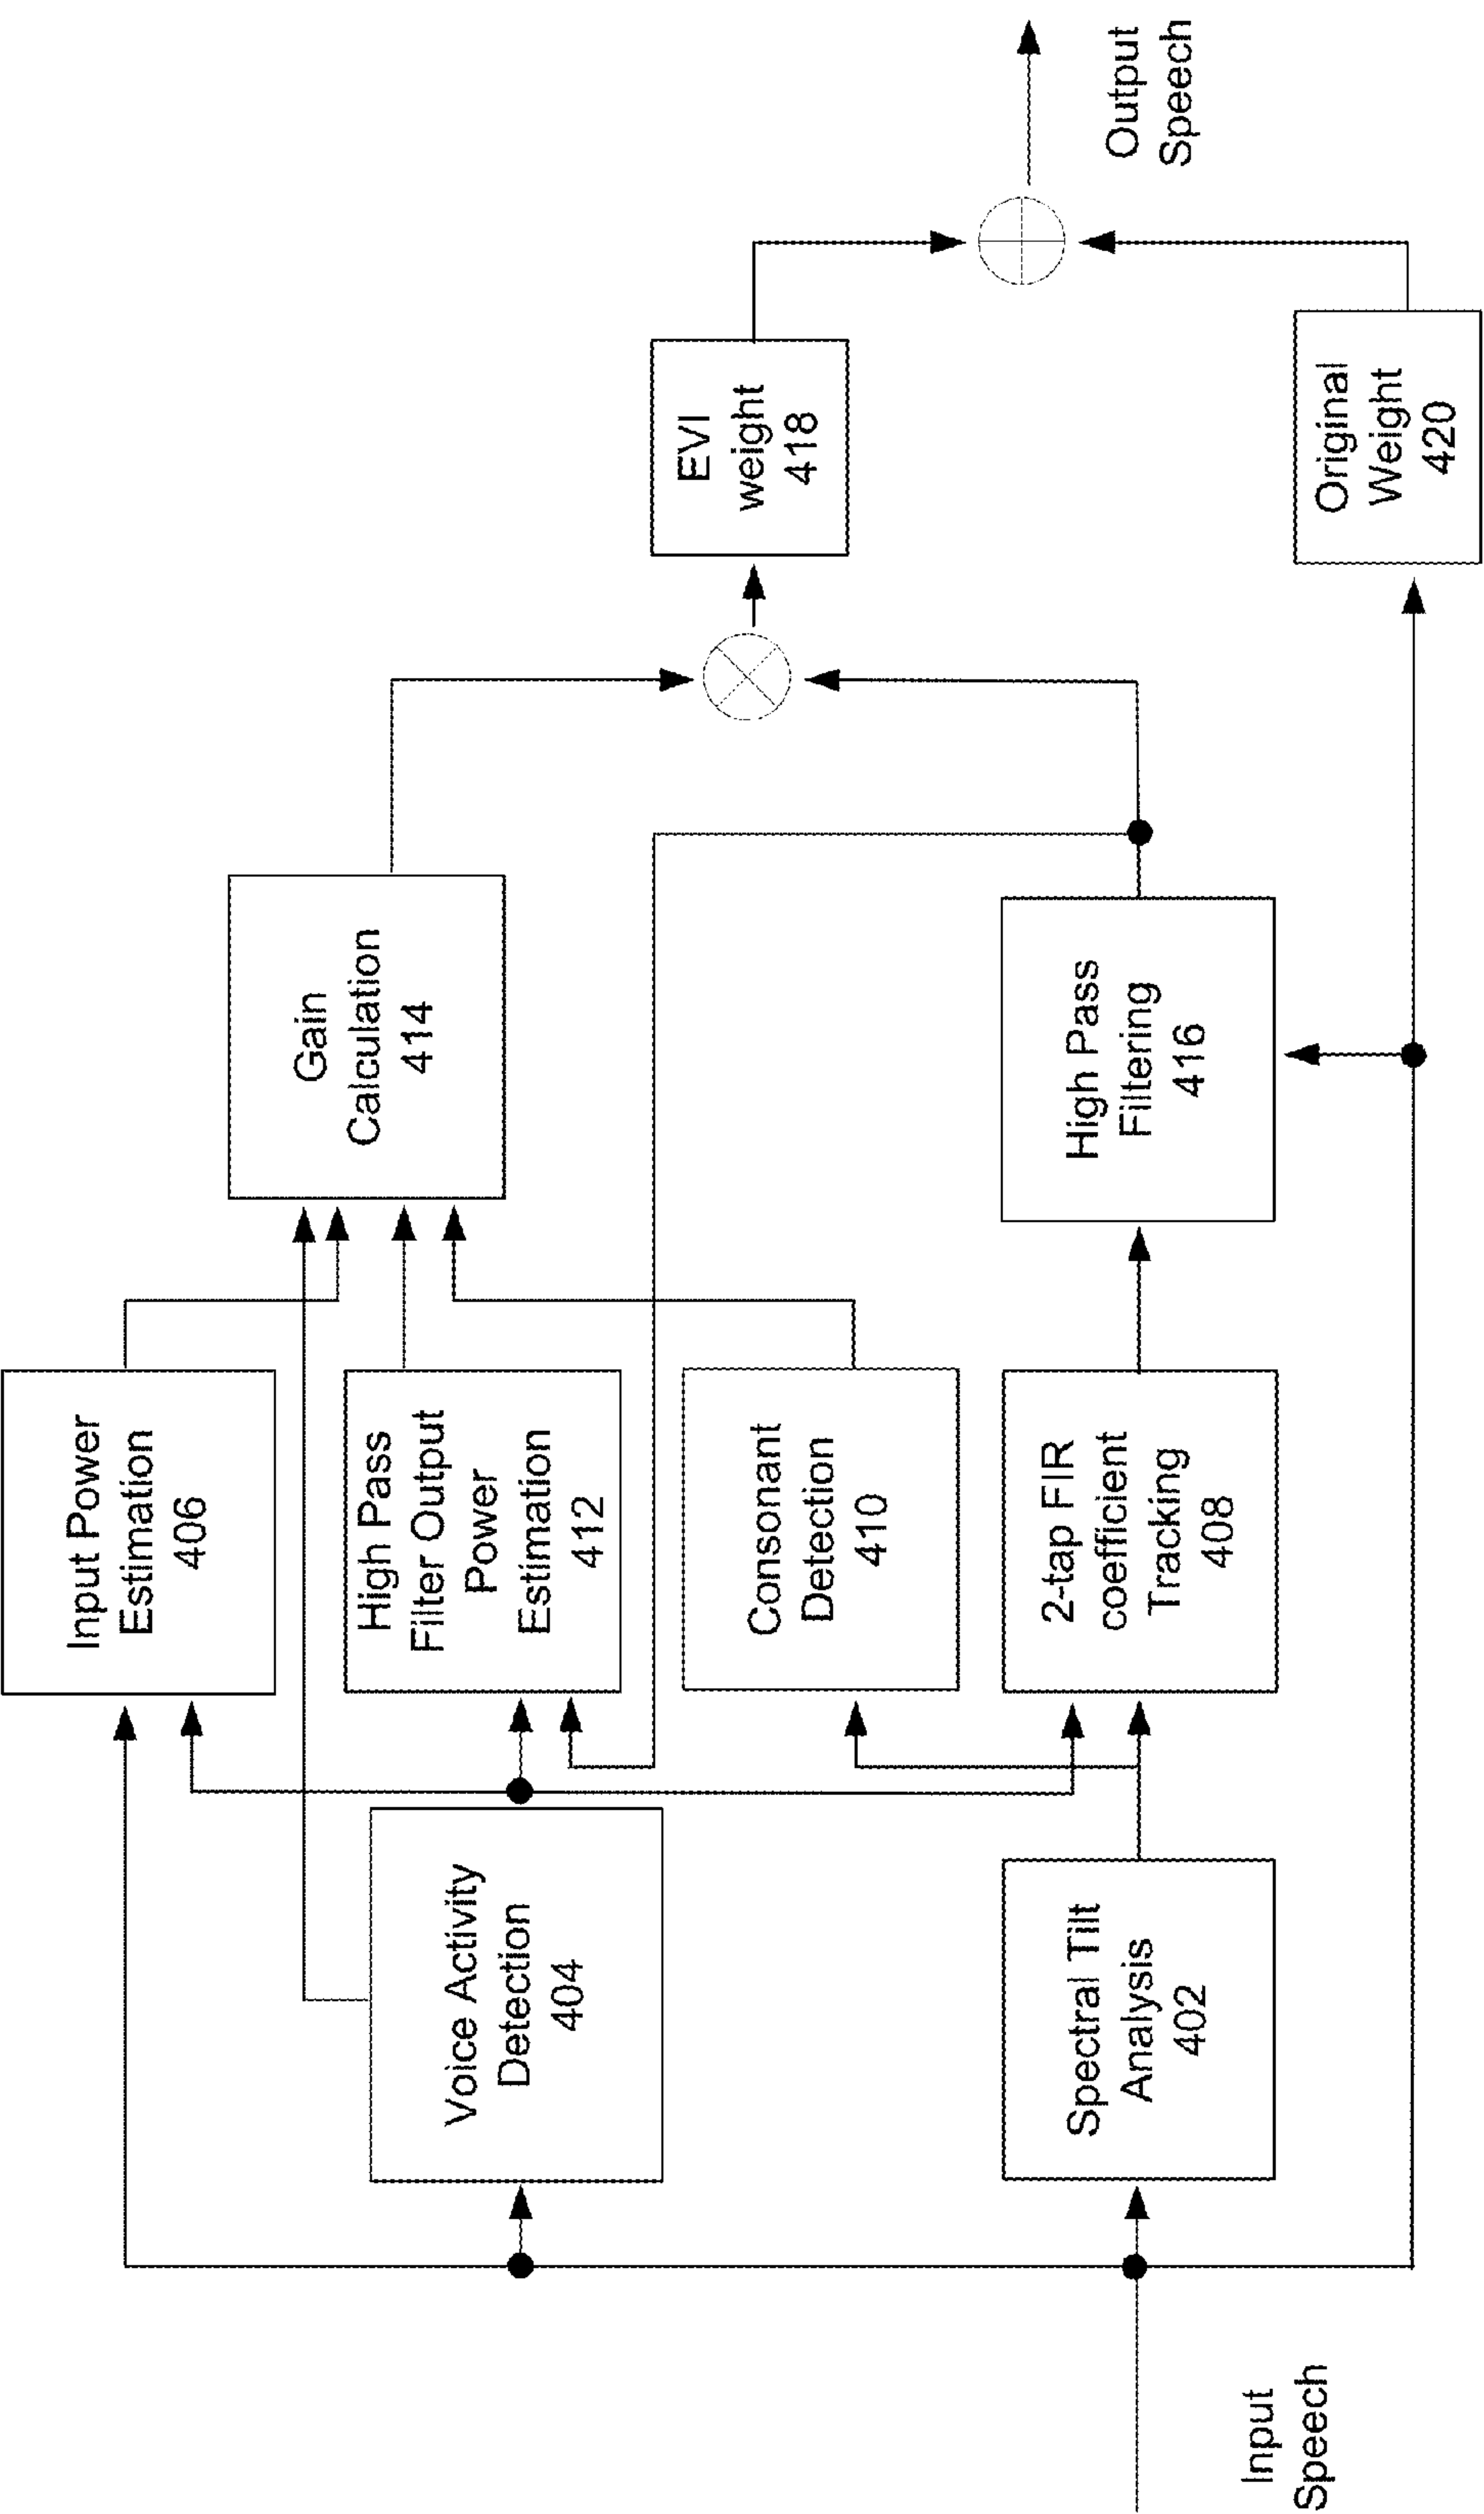 Input
Speech
Input Power
Estimation
406
Voice Activity
Detection
404
High Pass
Filter Output
Power
Estimation
412
Consonant
Detection
410
Spectral Tilt
Analysis
402
2-tap FIR
coefficient
Tracking
408
Gain
Calculation
414
High Pass
Filtering
416
EVI
weight
418
Original
Weight
420
Output
Speech